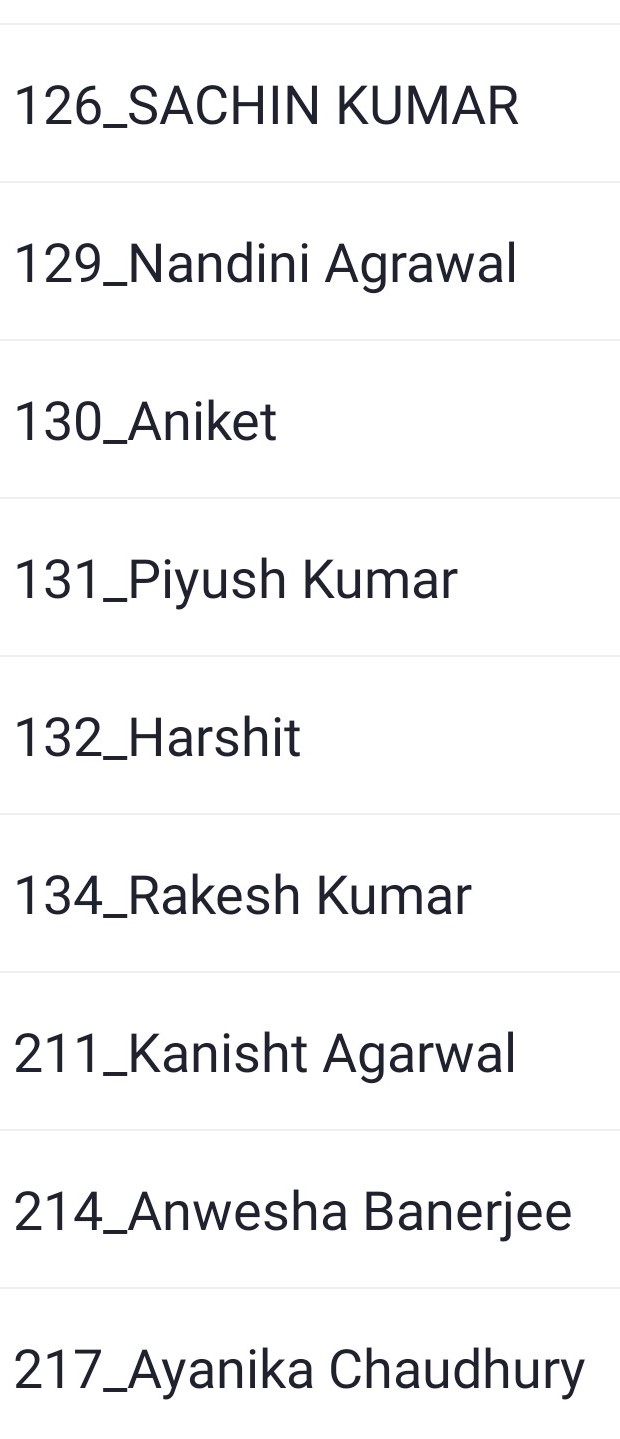 126_SACHIN KUMAR
129_Nandini Agrawal
130_Aniket
131_Piyush Kumar
132_Harshit
134_Rakesh Kumar
211_Kanisht Agarwal
214_Anwesha Banerjee
217_Ayanika Chaudhury